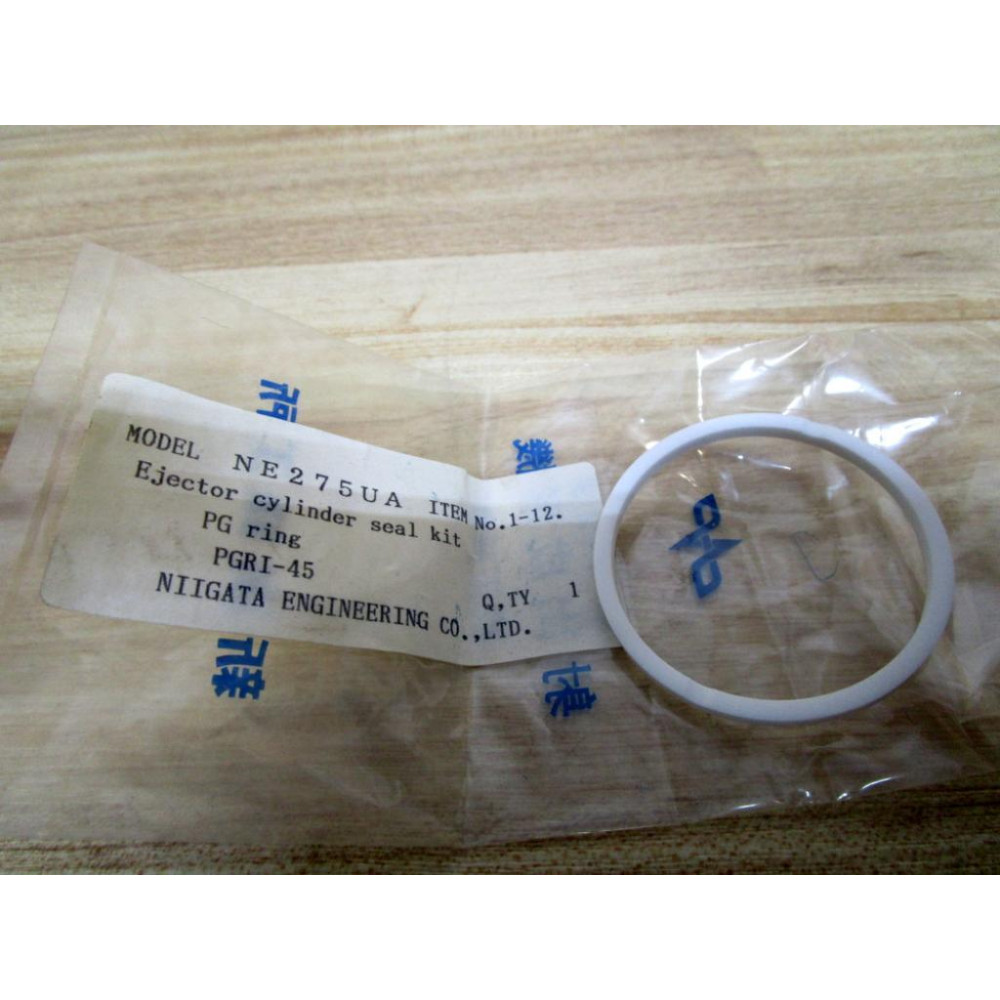 MODEL NE275UA ITEM No.1-12.
Ejector cylinder seal kit
PG ring
PGRI-45
Q,TY 1
NIIGATA ENGINEERING CO.,LTD.